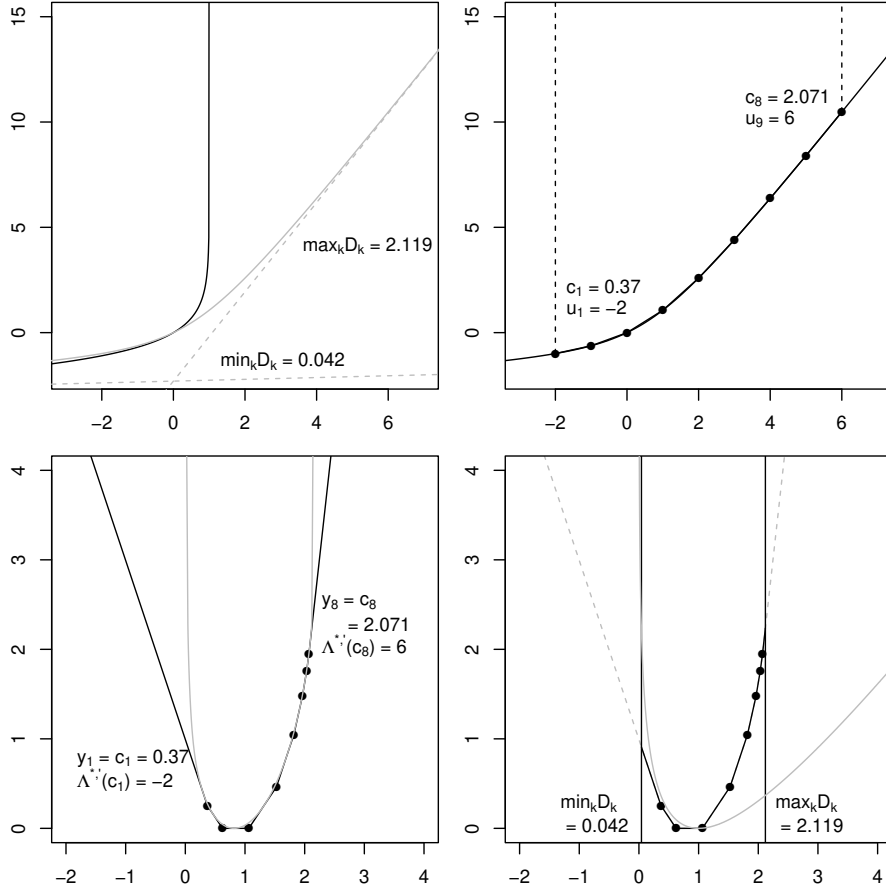 0 5 10 15
−2 0 2 4 6
max_kD_k = 2.119
min_kD_k = 0.042
0 5 10 15
−2 0 2 4 6
c_8 = 2.071
u_9 = 6
c_1 = 0.37
u_1 = −2
0 1 2 3 4
−2 −1 0 1 2 3 4
y_8 = c_8
= 2.071
Λ^*,'(c_8) = 6
y_1 = c_1 = 0.37
Λ^*,'(c_1) = −2
0 1 2 3 4
−2 −1 0 1 2 3 4
min_kD_k
= 0.042
max_kD_k
= 2.119